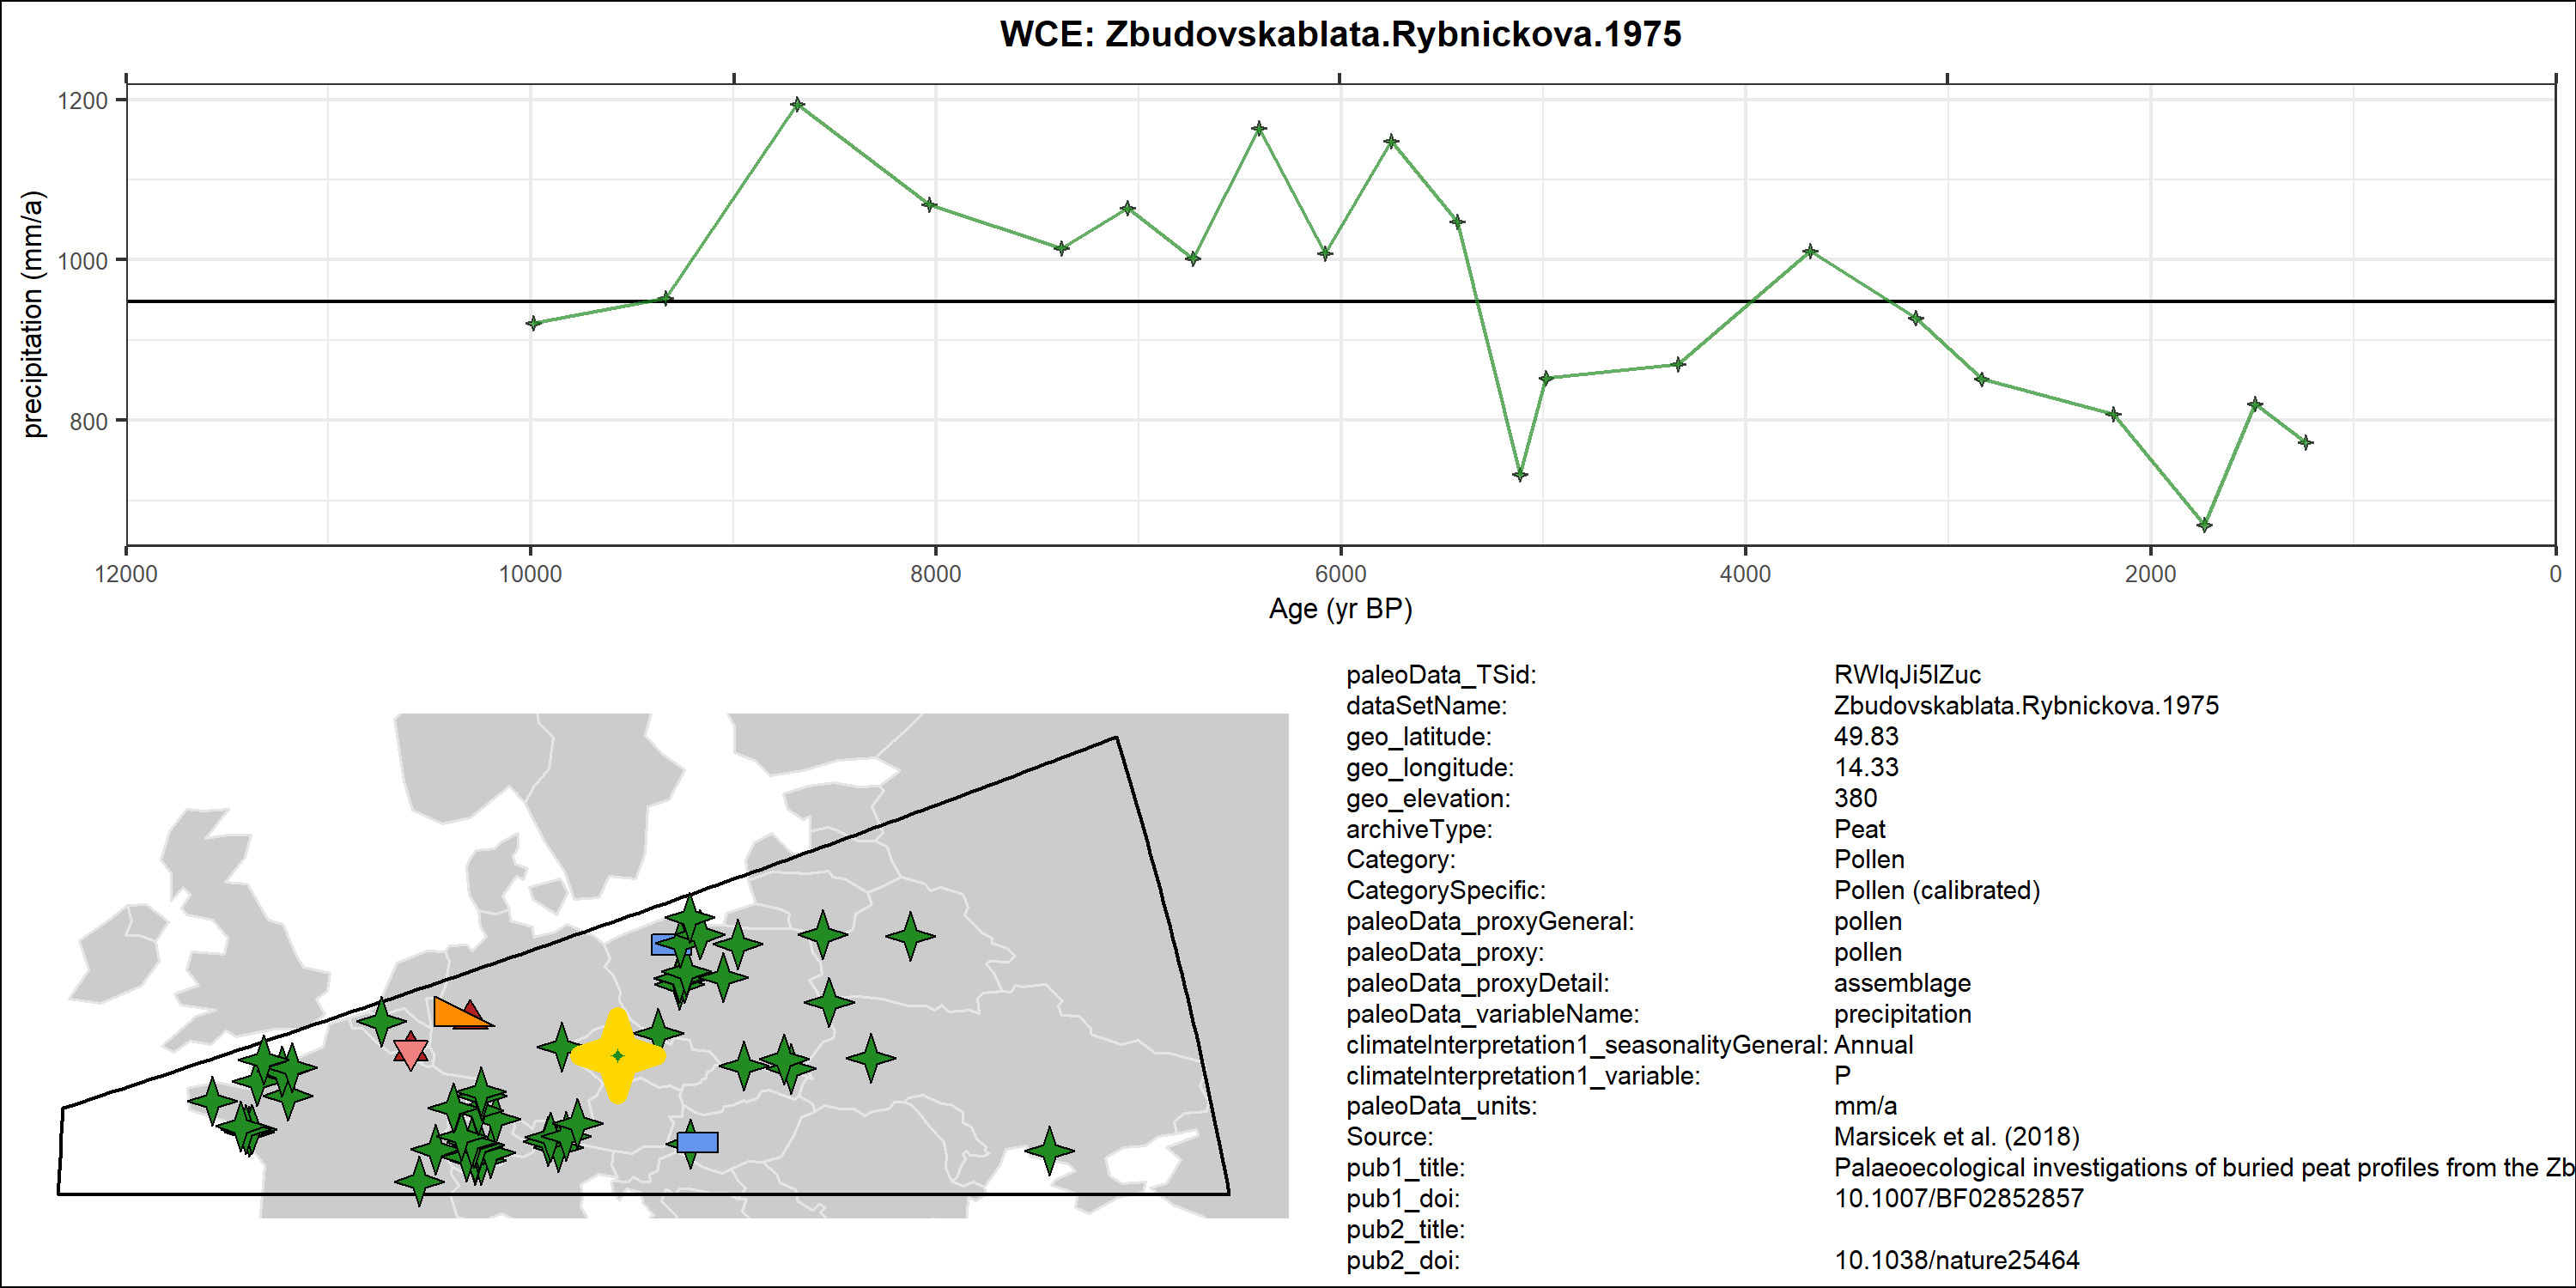 WCE: Zbudovskablata.Rybnickova.1975
precipitation (mm/a)
1200
1000
800
12000 10000 8000 6000 4000 2000 0
Age (yr BP)
paleoData_TSid: RWIqJi5IZuc
dataSetName: Zbudovskablata.Rybnickova.1975
geo_latitude: 49.83
geo_longitude: 14.33
geo_elevation: 380
archiveType: Peat
Category: Pollen
CategorySpecific: Pollen (calibrated)
paleoData_proxyGeneral: pollen
paleoData_proxy: pollen
paleoData_proxyDetail: assemblage
paleoData_variableName: precipitation
climateInterpretation1_seasonalityGeneral: Annual
climateInterpretation1_variable: P
paleoData_units: mm/a
Source: Marsicek et al. (2018)
pub1_title: Palaeoecological investigations of buried peat profiles from the Zb
pub1_doi: 10.1007/BF02852857
pub2_title:
pub2_doi: 10.1038/nature25464